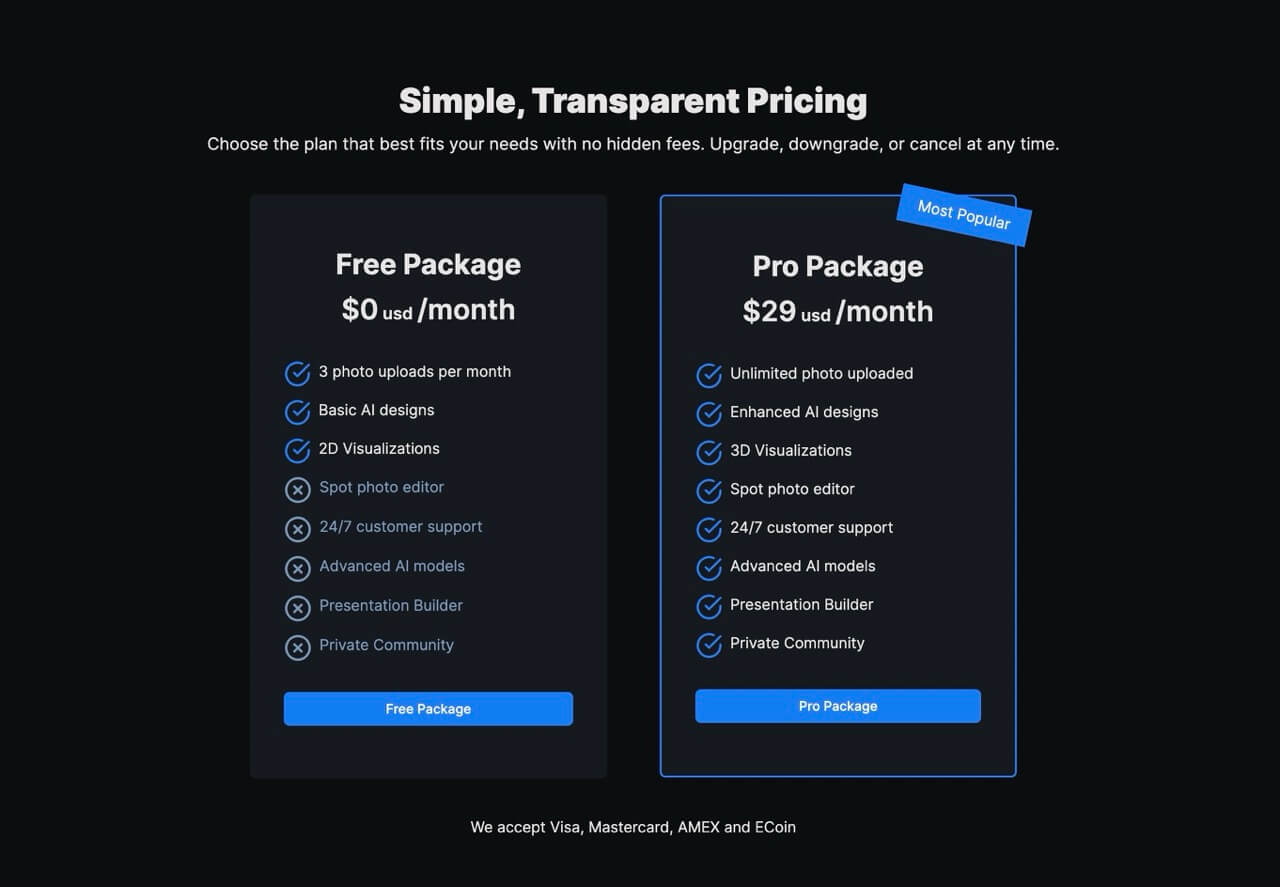 Simple, Transparent Pricing
Choose the plan that best fits your needs with no hidden fees. Upgrade, downgrade, or cancel at any time.
Free Package
$0 usd /month
3 photo uploads per month
Basic AI designs
2D Visualizations
Spot photo editor
24/7 customer support
Advanced AI models
Presentation Builder
Private Community
Free Package
Most Popular
Pro Package
$29 usd /month
Unlimited photo uploaded
Enhanced AI designs
3D Visualizations
Spot photo editor
24/7 customer support
Advanced AI models
Presentation Builder
Private Community
Pro Package
We accept Visa, Mastercard, AMEX and ECoin